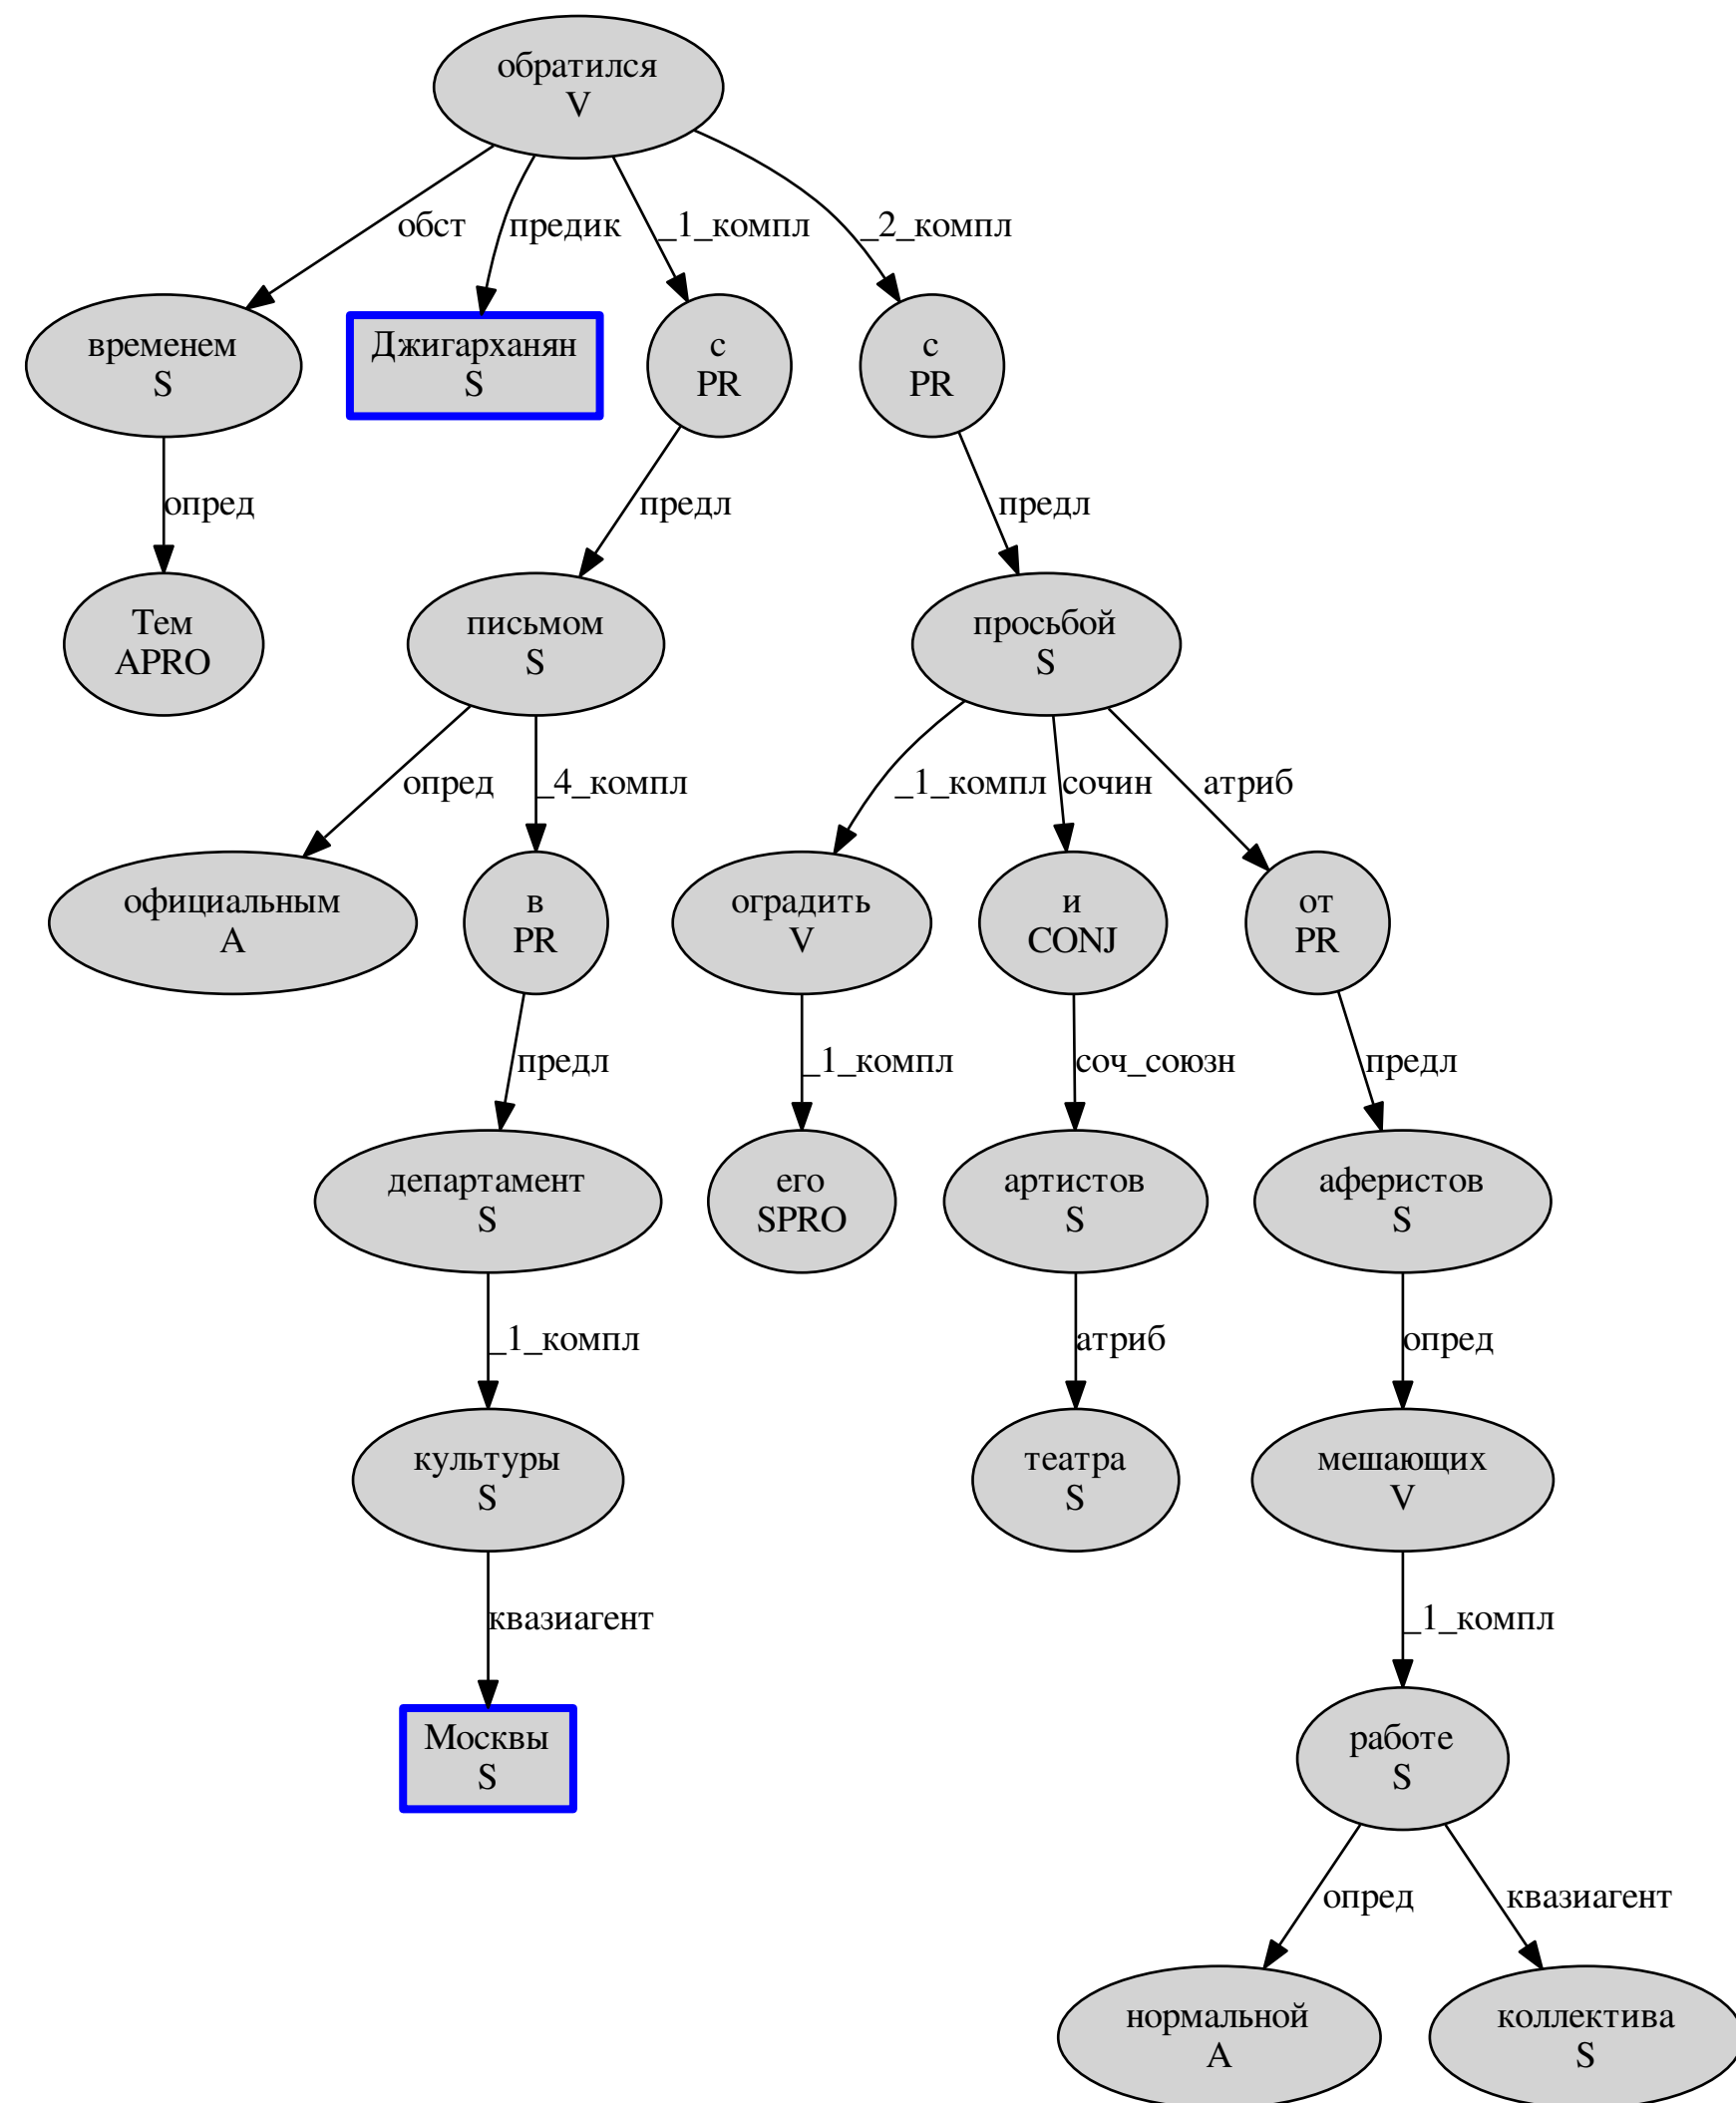 обратился
V
обст
предик
_1_компл
_2_компл
временем
S
Джигарханян
S
с
PR
с
PR
опред
предл
предл
Тем
APRO
письмом
S
просьбой
S
опред
_4_компл
_1_компл
сочин
атриб
официальным
A
в
PR
оградить
V
и
CONJ
от
PR
предл
_1_компл
соч_союзн
предл
департамент
S
его
SPRO
артистов
S
аферистов
S
_1_компл
атриб
опред
культуры
S
театра
S
мешающих
V
квазиагент
_1_компл
Москвы
S
работе
S
опред
квазиагент
нормальной
A
коллектива
S